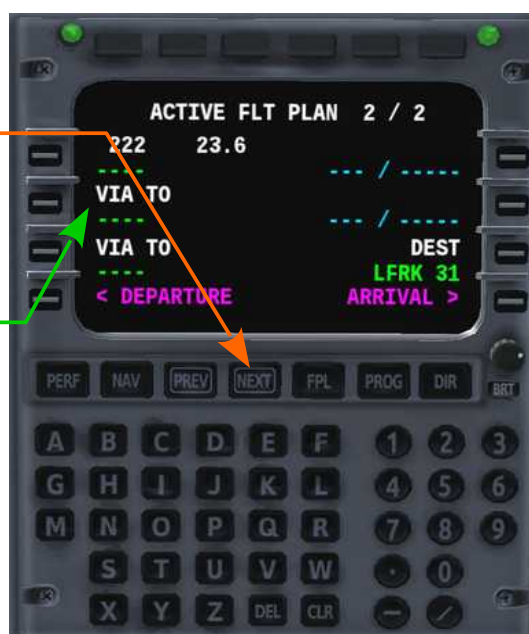 ACTIVE FLT PLAN 2 / 2
222 23.6
---- --- / -----
VIA TO
---- --- / -----
VIA TO DEST
---- LFRK 31
< DEPARTURE ARRIVAL >
PERF NAV PREV NEXT FPL PROG DIR BRT
A B C D E F 1 2 3
G H I J K L 4 5 6
M N O P Q R 7 8 9
S T U V W . 0
X Y Z DEL CLR - /